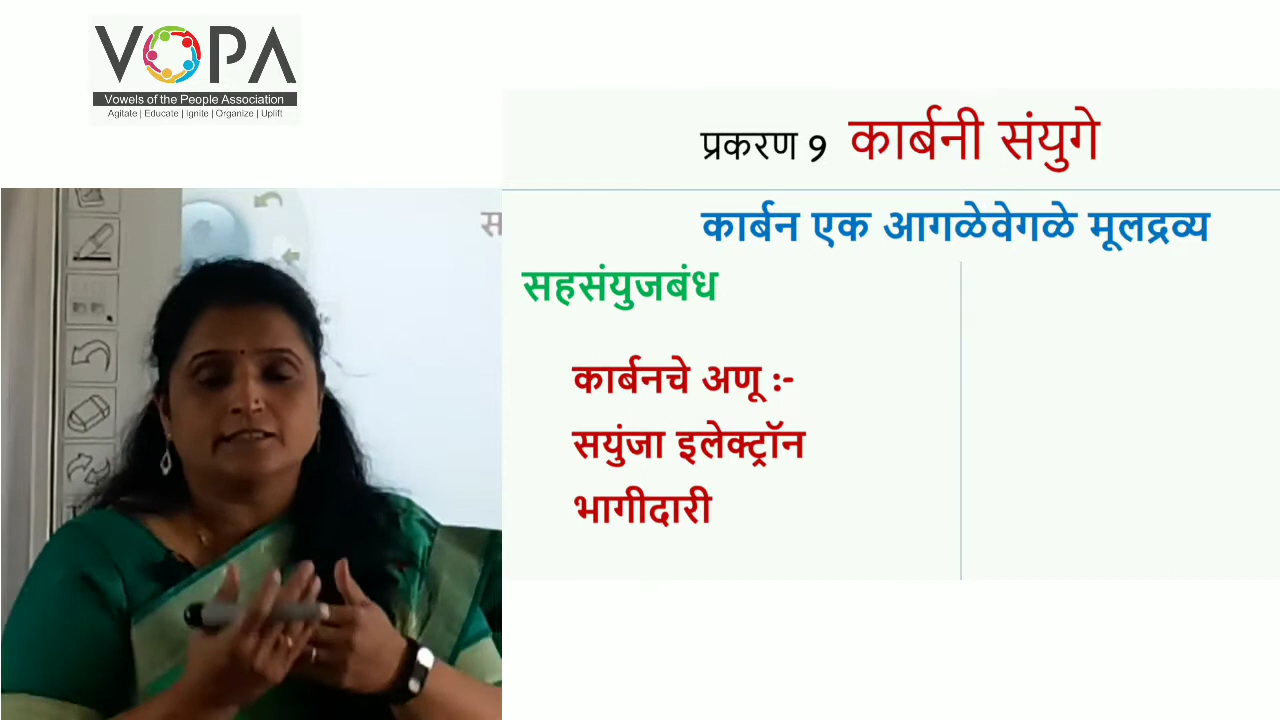 VOPA
Vowels of the People Association
Agitate | Educate | Ignite | Organize | Uplift
प्रकरण 9 कार्बनी संयुगे
कार्बन एक आगळेवेगळे मूलद्रव्य
सहसंयुजबंध
कार्बनचे अणू :-
सयुंजा इलेक्ट्रॉन
भागीदारी